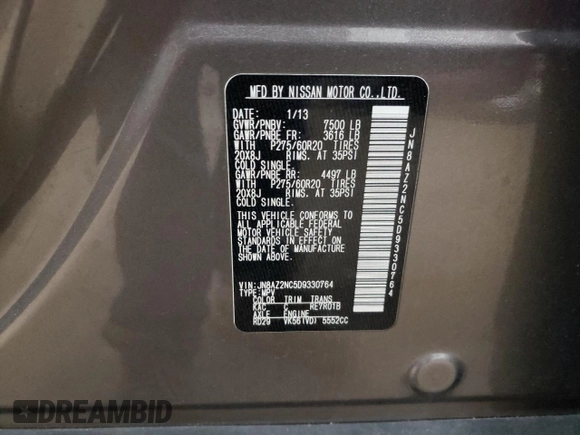 MFD BY NISSAN MOTOR CO.,LTD.
DATE: 1/13
GVWR/PNBV: 7500 LB
GAWR/PNBE FR: 3616 LB
WITH P275/60R20 TIRES
20X8J RIMS. AT 35PSI
COLD SINGLE.
GAWR/PNBE RR: 4497 LB
WITH P275/60R20 TIRES
20X8J RIMS. AT 35PSI
COLD SINGLE.
THIS VEHICLE CONFORMS TO
ALL APPLICABLE FEDERAL
MOTOR VEHICLE SAFETY
STANDARDS IN EFFECT ON
THE DATE OF MANUFACTURE
SHOWN ABOVE.
VIN:JN8AZ2NC5D9330764
TYPE:MPV
COLOR TRIM TRANS
KAC C RE7R01B
AXLE ENGINE
RD29 VK56(VD) 5552CC
JN8AZ2NC5D9330764
DREAMBID